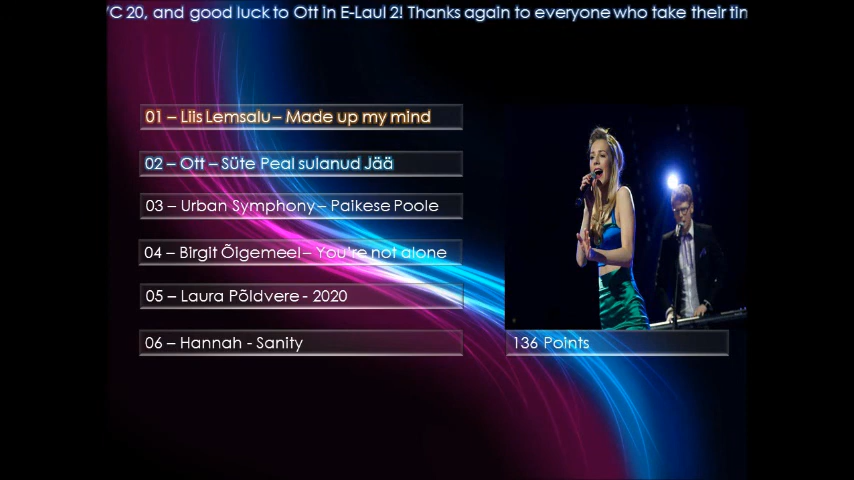 VC 20, and good luck to Ott in E-Laul 2! Thanks again to everyone who take their tim
01 – Liis Lemsalu – Made up my mind
02 – Ott – Süte Peal sulanud Jää
03 – Urban Symphony – Paikese Poole
04 – Birgit Õigemeel – You're not alone
05 – Laura Põldvere - 2020
06 – Hannah - Sanity
136 Points